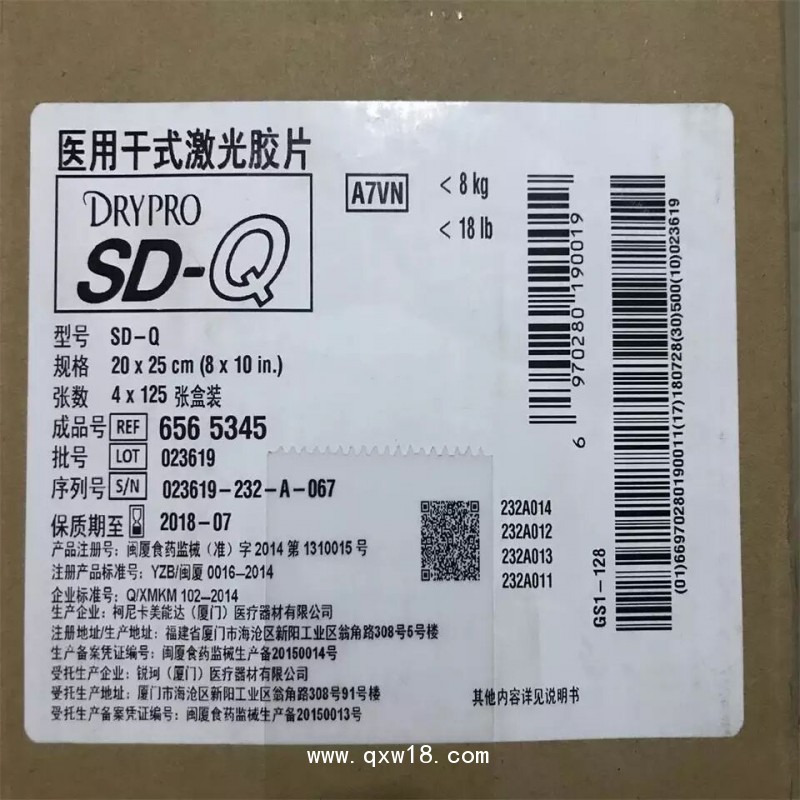 医用干式激光胶片
DRYPRO
SD-Q
A7VN
< 8 kg
< 18 lb
型号 SD-Q
规格 20 x 25 cm (8 x 10 in.)
张数 4 x 125 张盒装
成品号 REF 656 5345
批号 LOT 023619
序列号 S/N 023619-232-A-067
保质期至 2018-07
产品注册号：闽厦食药监械（准）字 2014 第 1310015 号
注册产品标准号：YZB/闽厦 0016-2014
企业标准号：Q/XMKM 102-2014
生产企业：柯尼卡美能达（厦门）医疗器材有限公司
注册地址/生产地址：福建省厦门市海沧区新阳工业区翁角路308号5号楼
生产备案凭证编号：闽厦食药监械生产备20150014号
受托生产企业：锐珂（厦门）医疗器材有限公司
受托生产地址：厦门市海沧区新阳工业区翁角路308号91号楼
受托生产备案凭证编号：闽厦食药监械生产备20150013号
232A014
232A012
232A013
232A011
其他内容详见说明书
6 970280 190019
GS1-128
(01)66970280190011(17)180728(30)500(10)023619
www.qxw18.com